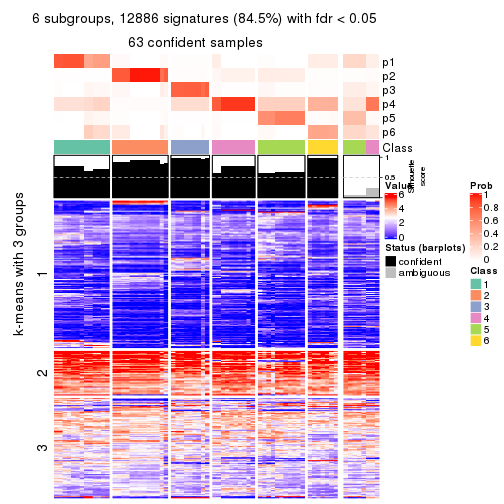 6 subgroups, 12886 signatures (84.5%) with fdr < 0.05
63 confident samples
p1
p2
p3
p4
p5
p6
Class
1
0.5
0
Silhouette
score
k-means with 3 groups
1
2
3
Value
6
4
2
0
Status (barplots)
confident
ambiguous
Prob
1
0.8
0.6
0.4
0.2
0
Class
1
2
3
4
5
6